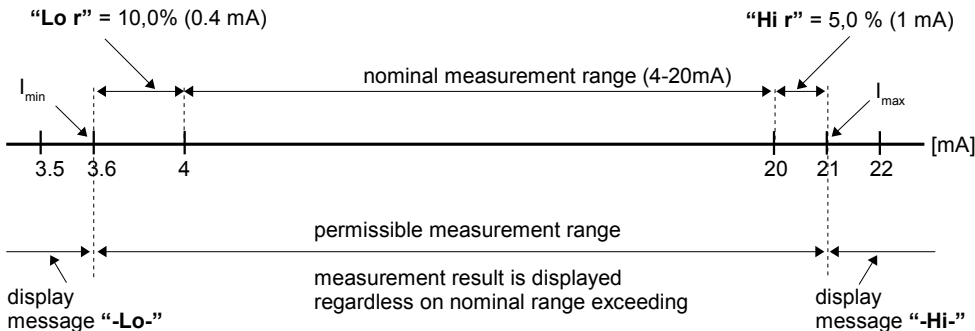 “Lo r” = 10,0% (0.4 mA)
“Hi r” = 5,0 % (1 mA)
nominal measurement range (4-20mA)
Imin
Imax
[mA]
3.5 3.6 4 20 21 22
permissible measurement range
measurement result is displayed
regardless on nominal range exceeding
display
message “-Lo-”
display
message “-Hi-”